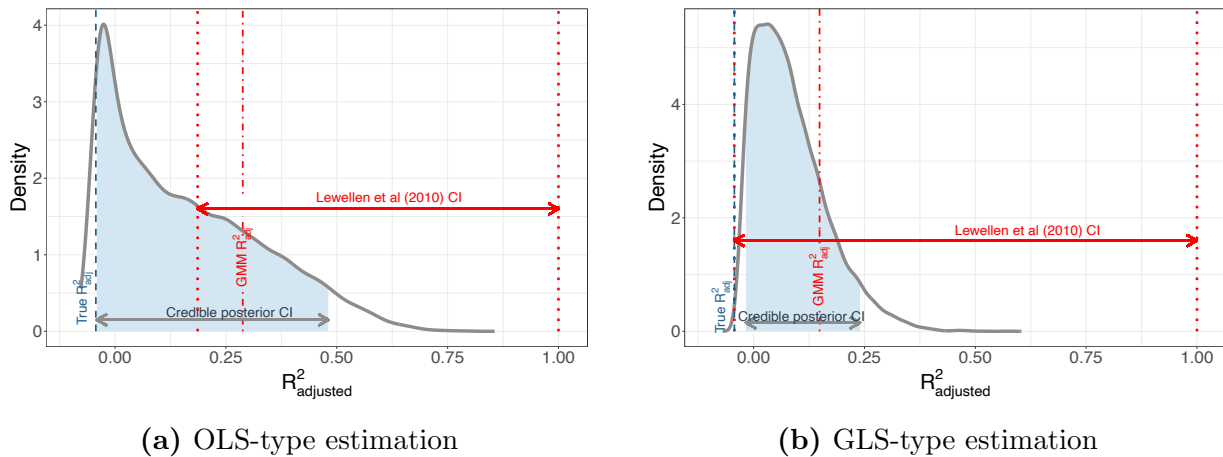 4
3
2
1
0
Density
Lewellen et al (2010) CI
GMM R²adj
True R²adj
Credible posterior CI
0.00 0.25 0.50 0.75 1.00
R²adjusted
(a) OLS-type estimation
4
2
0
Density
Lewellen et al (2010) CI
GMM R²adj
True R²adj
Credible posterior CI
0.00 0.25 0.50 0.75 1.00
R²adjusted
(b) GLS-type estimation